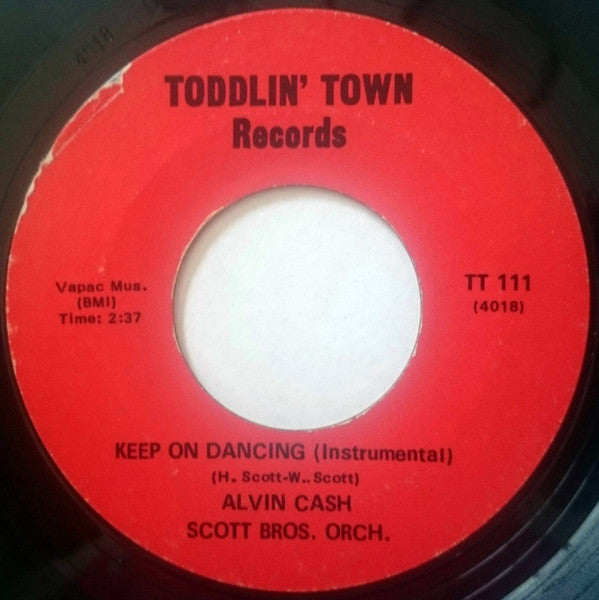 4018
TODDLIN' TOWN
Records
Vapac Mus.
(BMI)
Time: 2:37
TT 111
(4018)
KEEP ON DANCING (Instrumental)
(H. Scott-W.. Scott)
ALVIN CASH
SCOTT BROS. ORCH.